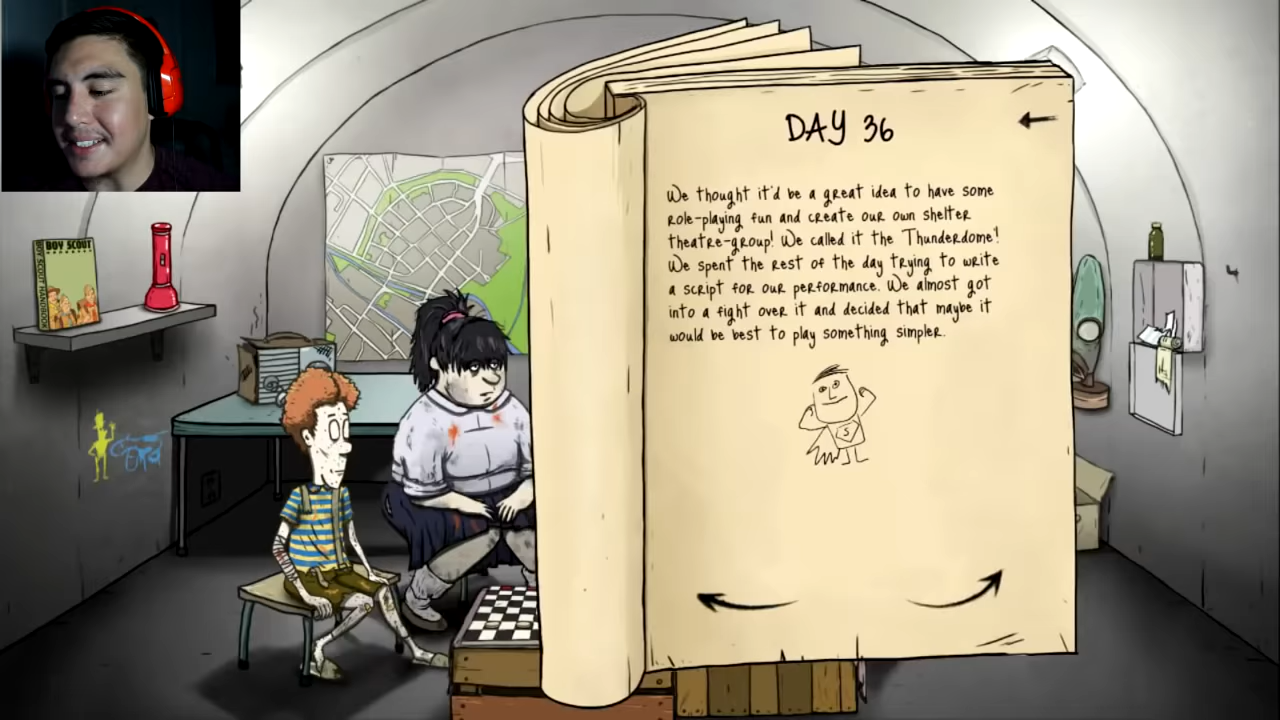 DAY 36
We thought it'd be a great idea to have some
role-playing fun and create our own shelter
theatre-group! We called it the 'Thunderdome'!
We spent the rest of the day trying to write
a script for our performance. We almost got
into a fight over it and decided that maybe it
would be best to play something simpler.
S
BOY SCOUT
BOY SCOUT HANDBOOK